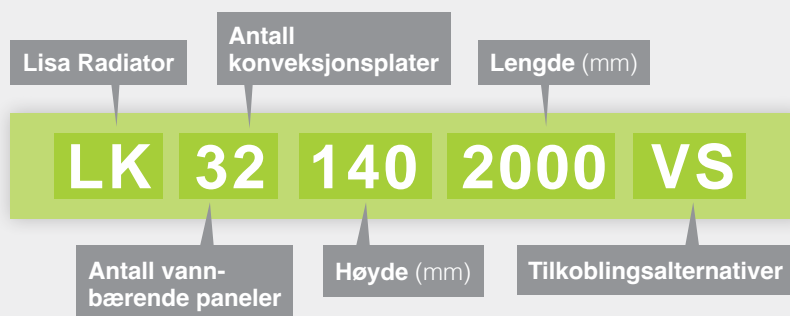 Lisa Radiator
Antall
konveksjonsplater
Lengde (mm)
LK 32 140 2000 VS
Antall vann-
bærende paneler
Høyde (mm)
Tilkoblingsalternativer